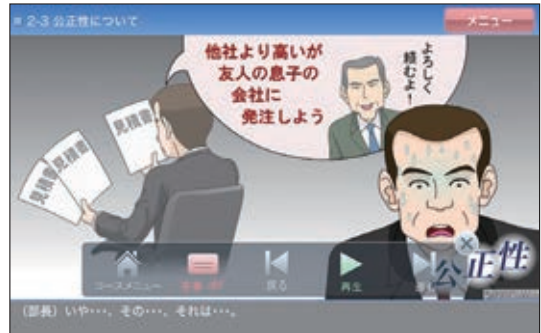 2-3 公正性について
メニュー
他社より高いが
友人の息子の
会社に
発注しよう
よろしく
頼むよ!
見積書
見積書
見積書
コースメニュー
戻る
再生
公正性
(部長) いや・・・、その・・・、それは・・・。